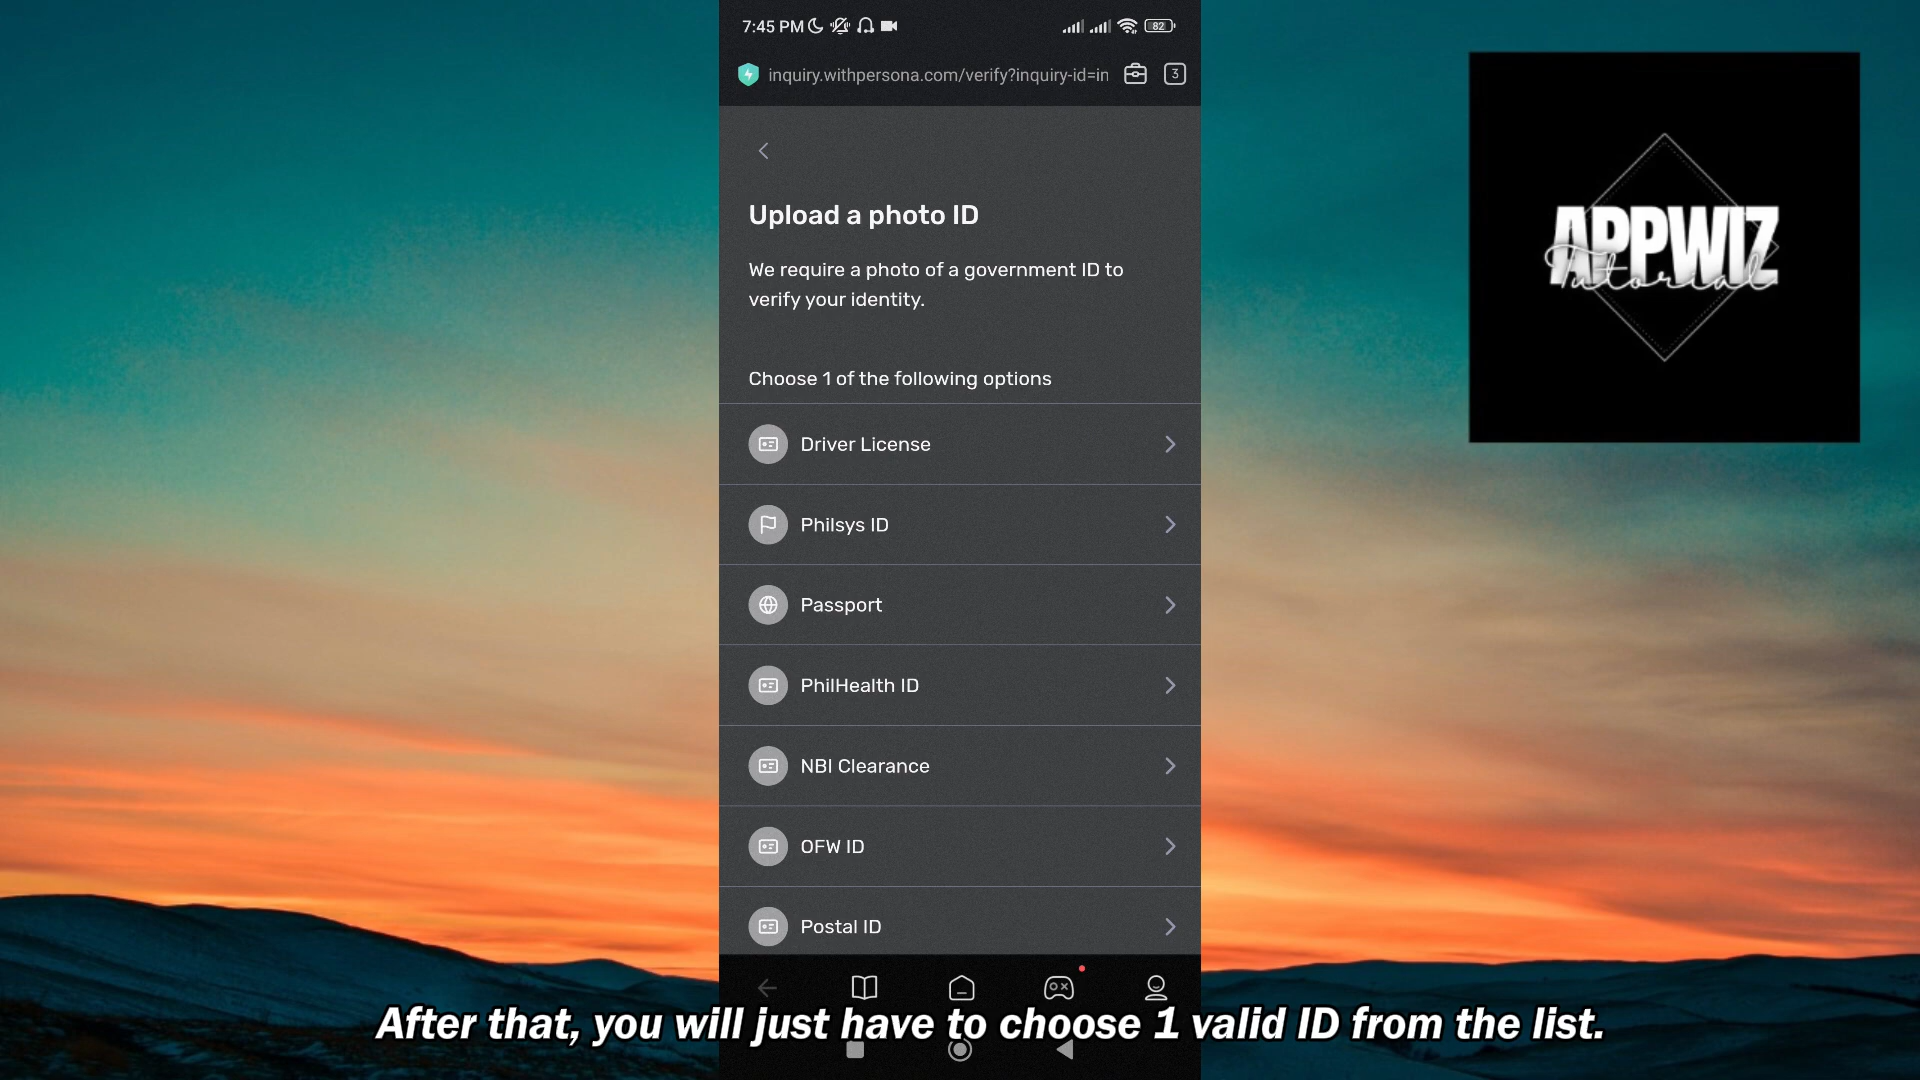 7:45 PM
82
inquiry.withpersona.com/verify?inquiry-id=in
3
Upload a photo ID
We require a photo of a government ID to
verify your identity.
Choose 1 of the following options
Driver License
Philsys ID
Passport
PhilHealth ID
NBI Clearance
OFW ID
Postal ID
After that, you will just have to choose 1 valid ID from the list.
APPWIZ
Tutorial